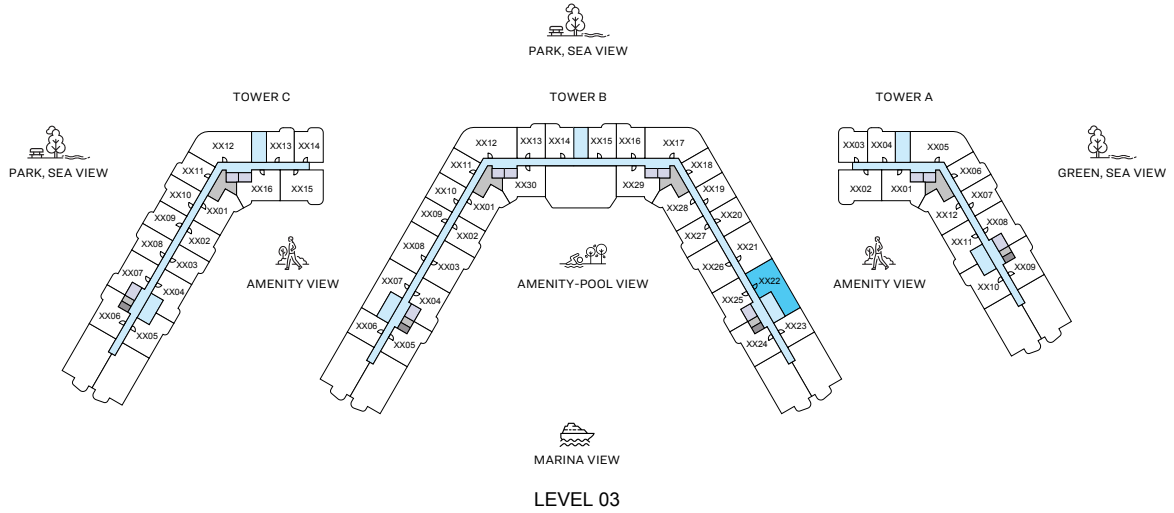 PARK, SEA VIEW
TOWER C
TOWER B
TOWER A
PARK, SEA VIEW
GREEN, SEA VIEW
XX12
XX13
XX14
XX11
XX16
XX15
XX10
XX01
XX09
XX02
XX08
XX03
XX07
XX04
XX06
XX05
XX12
XX13
XX14
XX15
XX16
XX17
XX11
XX30
XX29
XX18
XX10
XX01
XX28
XX19
XX09
XX02
XX27
XX20
XX08
XX03
XX26
XX21
XX07
XX04
XX25
XX22
XX06
XX05
XX24
XX23
XX03
XX04
XX05
XX02
XX01
XX06
XX12
XX07
XX11
XX08
XX10
XX09
AMENITY VIEW
AMENITY-POOL VIEW
AMENITY VIEW
MARINA VIEW
LEVEL 03